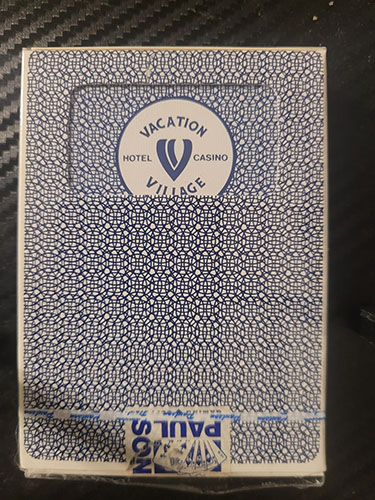 VACATION
HOTEL CASINO
VILLAGE
PAUL
SON